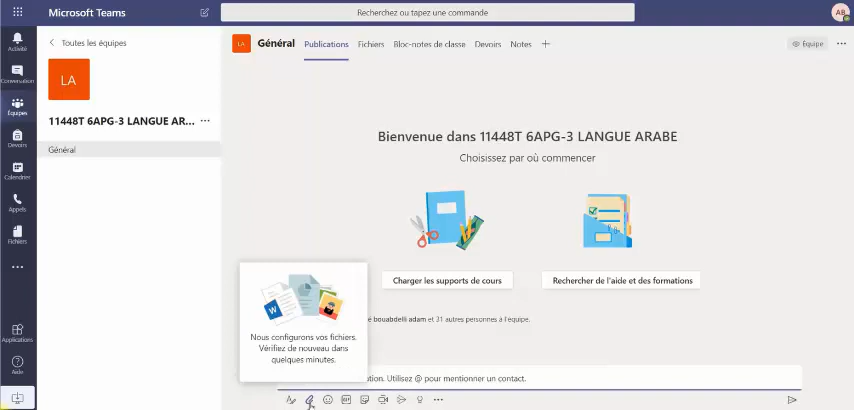 Microsoft Teams
Recherchez ou tapez une commande
AB
Activité
Conversation
Équipes
Devoirs
Calendrier
Appels
Fichiers
Applications
Aide
Toutes les équipes
LA
11448T 6APG-3 LANGUE AR...
Général
LA
Général
Publications
Fichiers
Bloc-notes de classe
Devoirs
Notes
Équipe
Bienvenue dans 11448T 6APG-3 LANGUE ARABE
Choisissez par où commencer
Charger les supports de cours
Rechercher de l'aide et des formations
W
Nous configurons vos fichiers.
Vérifiez de nouveau dans
quelques minutes.
bouabdelli adam et 31 autres personnes à l'équipe.
Utilisez @ pour mentionner un contact.
GIF